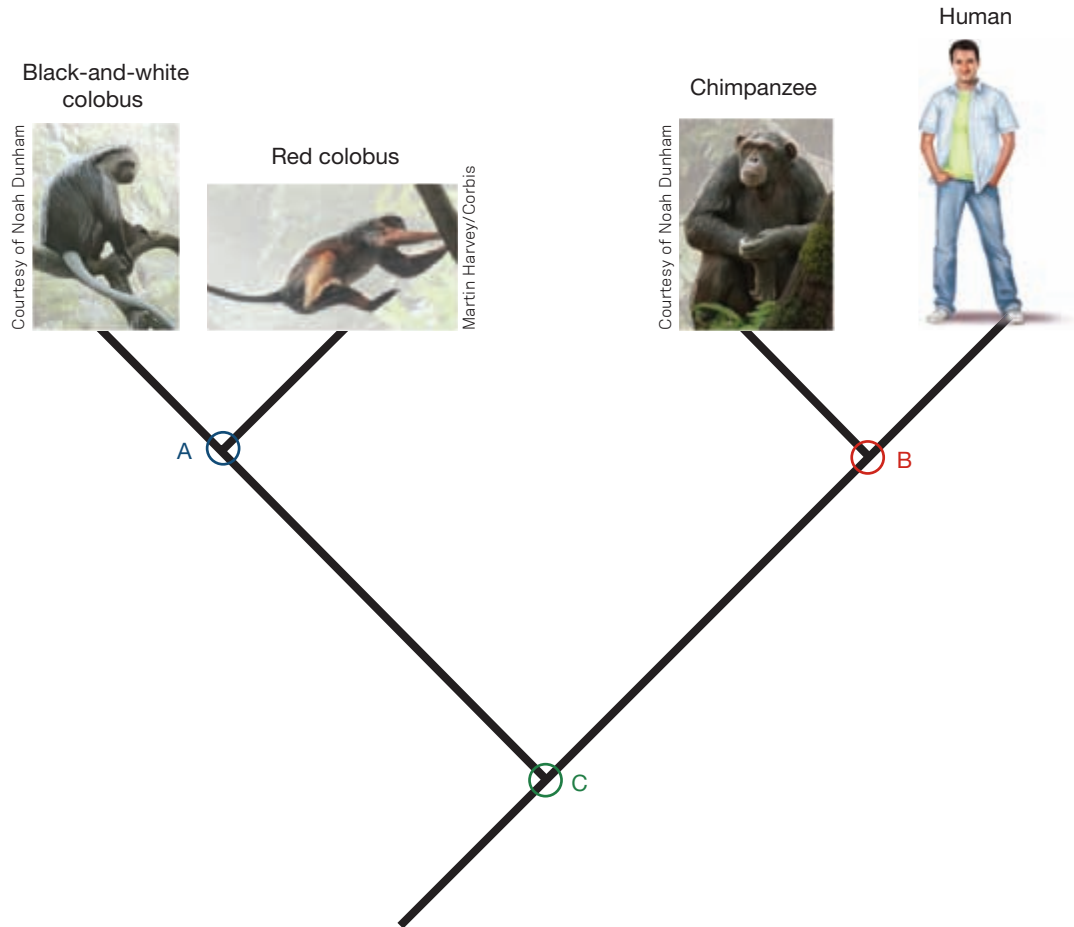 Human
Black-and-white
colobus
Chimpanzee
Red colobus
Courtesy of Noah Dunham
Martin Harvey/Corbis
Courtesy of Noah Dunham
A
B
C